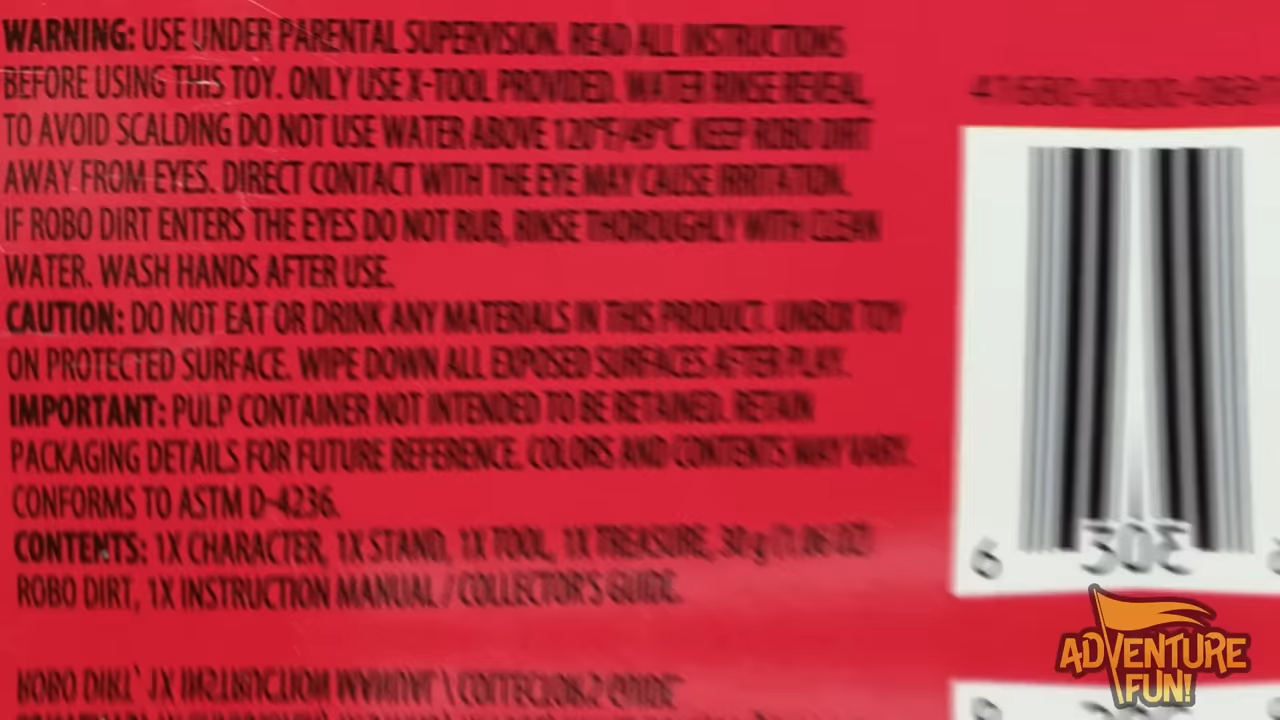 WARNING: USE UNDER PARENTAL SUPERVISION. READ ALL INSTRUCTIONS
BEFORE USING THIS TOY. ONLY USE X-TOOL PROVIDED. WATER RINSE REVEAL,
TO AVOID SCALDING DO NOT USE WATER ABOVE 120°F/49°C. KEEP ROBO DIRT
AWAY FROM EYES. DIRECT CONTACT WITH THE EYE MAY CAUSE IRRITATION.
IF ROBO DIRT ENTERS THE EYES DO NOT RUB, RINSE THOROUGHLY WITH CLEAN
WATER. WASH HANDS AFTER USE.
CAUTION: DO NOT EAT OR DRINK ANY MATERIALS IN THIS PRODUCT. UNBOX TOY
ON PROTECTED SURFACE. WIPE DOWN ALL EXPOSED SURFACES AFTER PLAY.
IMPORTANT: PULP CONTAINER NOT INTENDED TO BE RETAINED. RETAIN
PACKAGING DETAILS FOR FUTURE REFERENCE. COLORS AND CONTENTS MAY VARY.
CONFORMS TO ASTM D-4236.
CONTENTS: 1X CHARACTER, 1X STAND, 1X TOOL, 1X TREASURE, 30 g (1.06 OZ)
ROBO DIRT, 1X INSTRUCTION MANUAL / COLLECTOR'S GUIDE.
6
ADVENTURE
FUN!